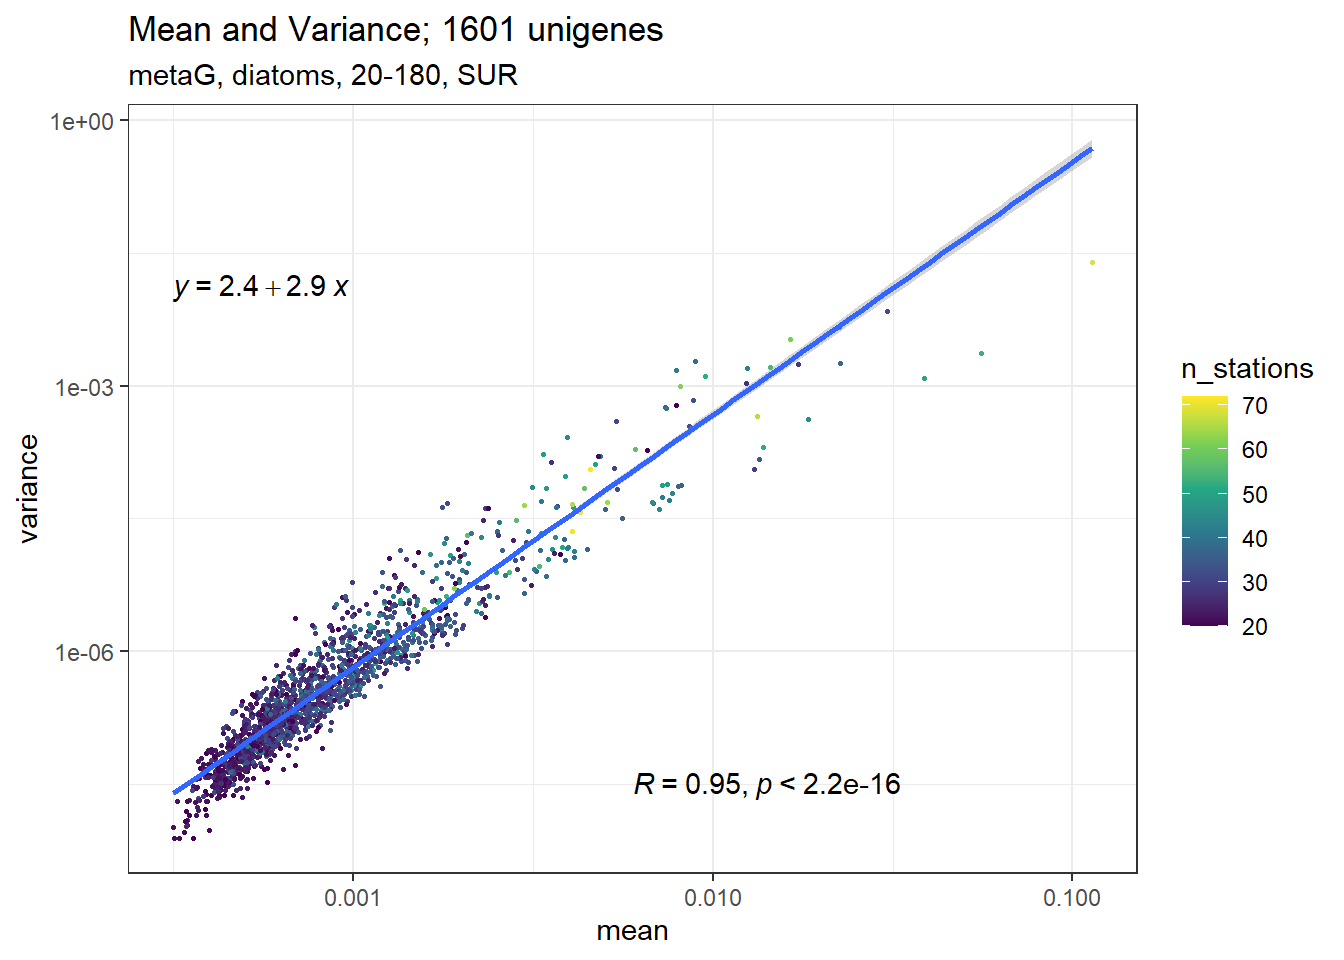 Mean and Variance; 1601 unigenes
metaG, diatoms, 20-180, SUR
1e+00
1e-03
1e-06
variance
y = 2.4 + 2.9 x
R = 0.95, p < 2.2e-16
0.001
0.010
0.100
mean
n_stations
70
60
50
40
30
20